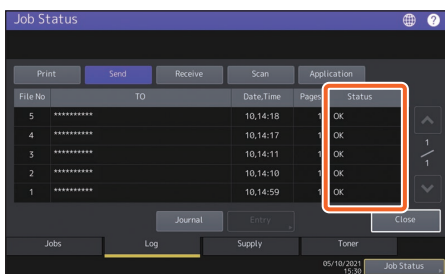 Job Status
?
Print Send Receive Scan Application
File No TO Date,Time Pages Status
5 ********** 10,14:18 1 OK
4 ********** 10,14:17 1 OK
3 ********** 10,14:11 1 OK
2 ********** 10,14:10 1 OK
1 ********** 10,14:59 1 OK
1
/
1
Journal Entry Close
Jobs Log Supply Toner
05/10/2021
15:30
Job Status